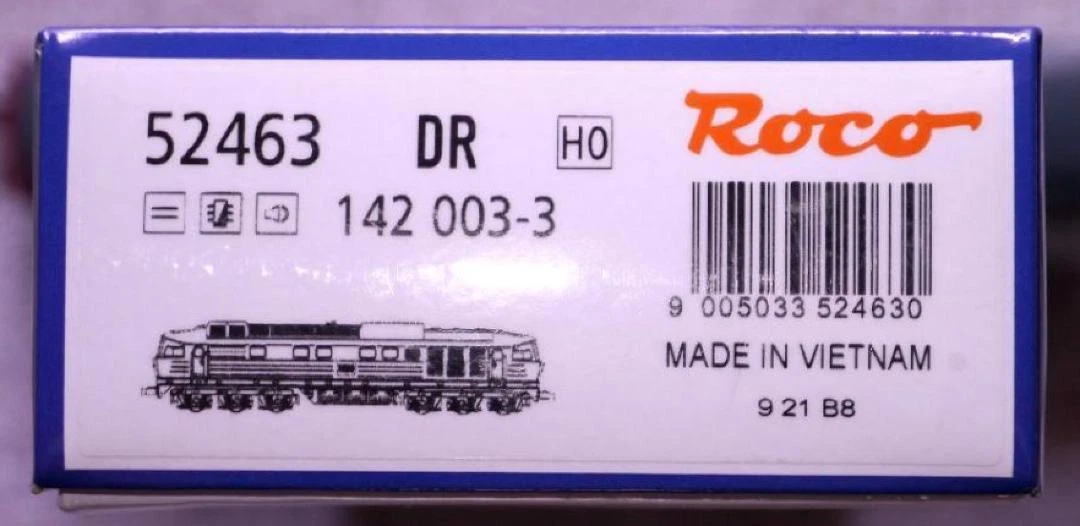 52463 DR H0 Roco
142 003-3
9 005033 524630
MADE IN VIETNAM
9 21 B8